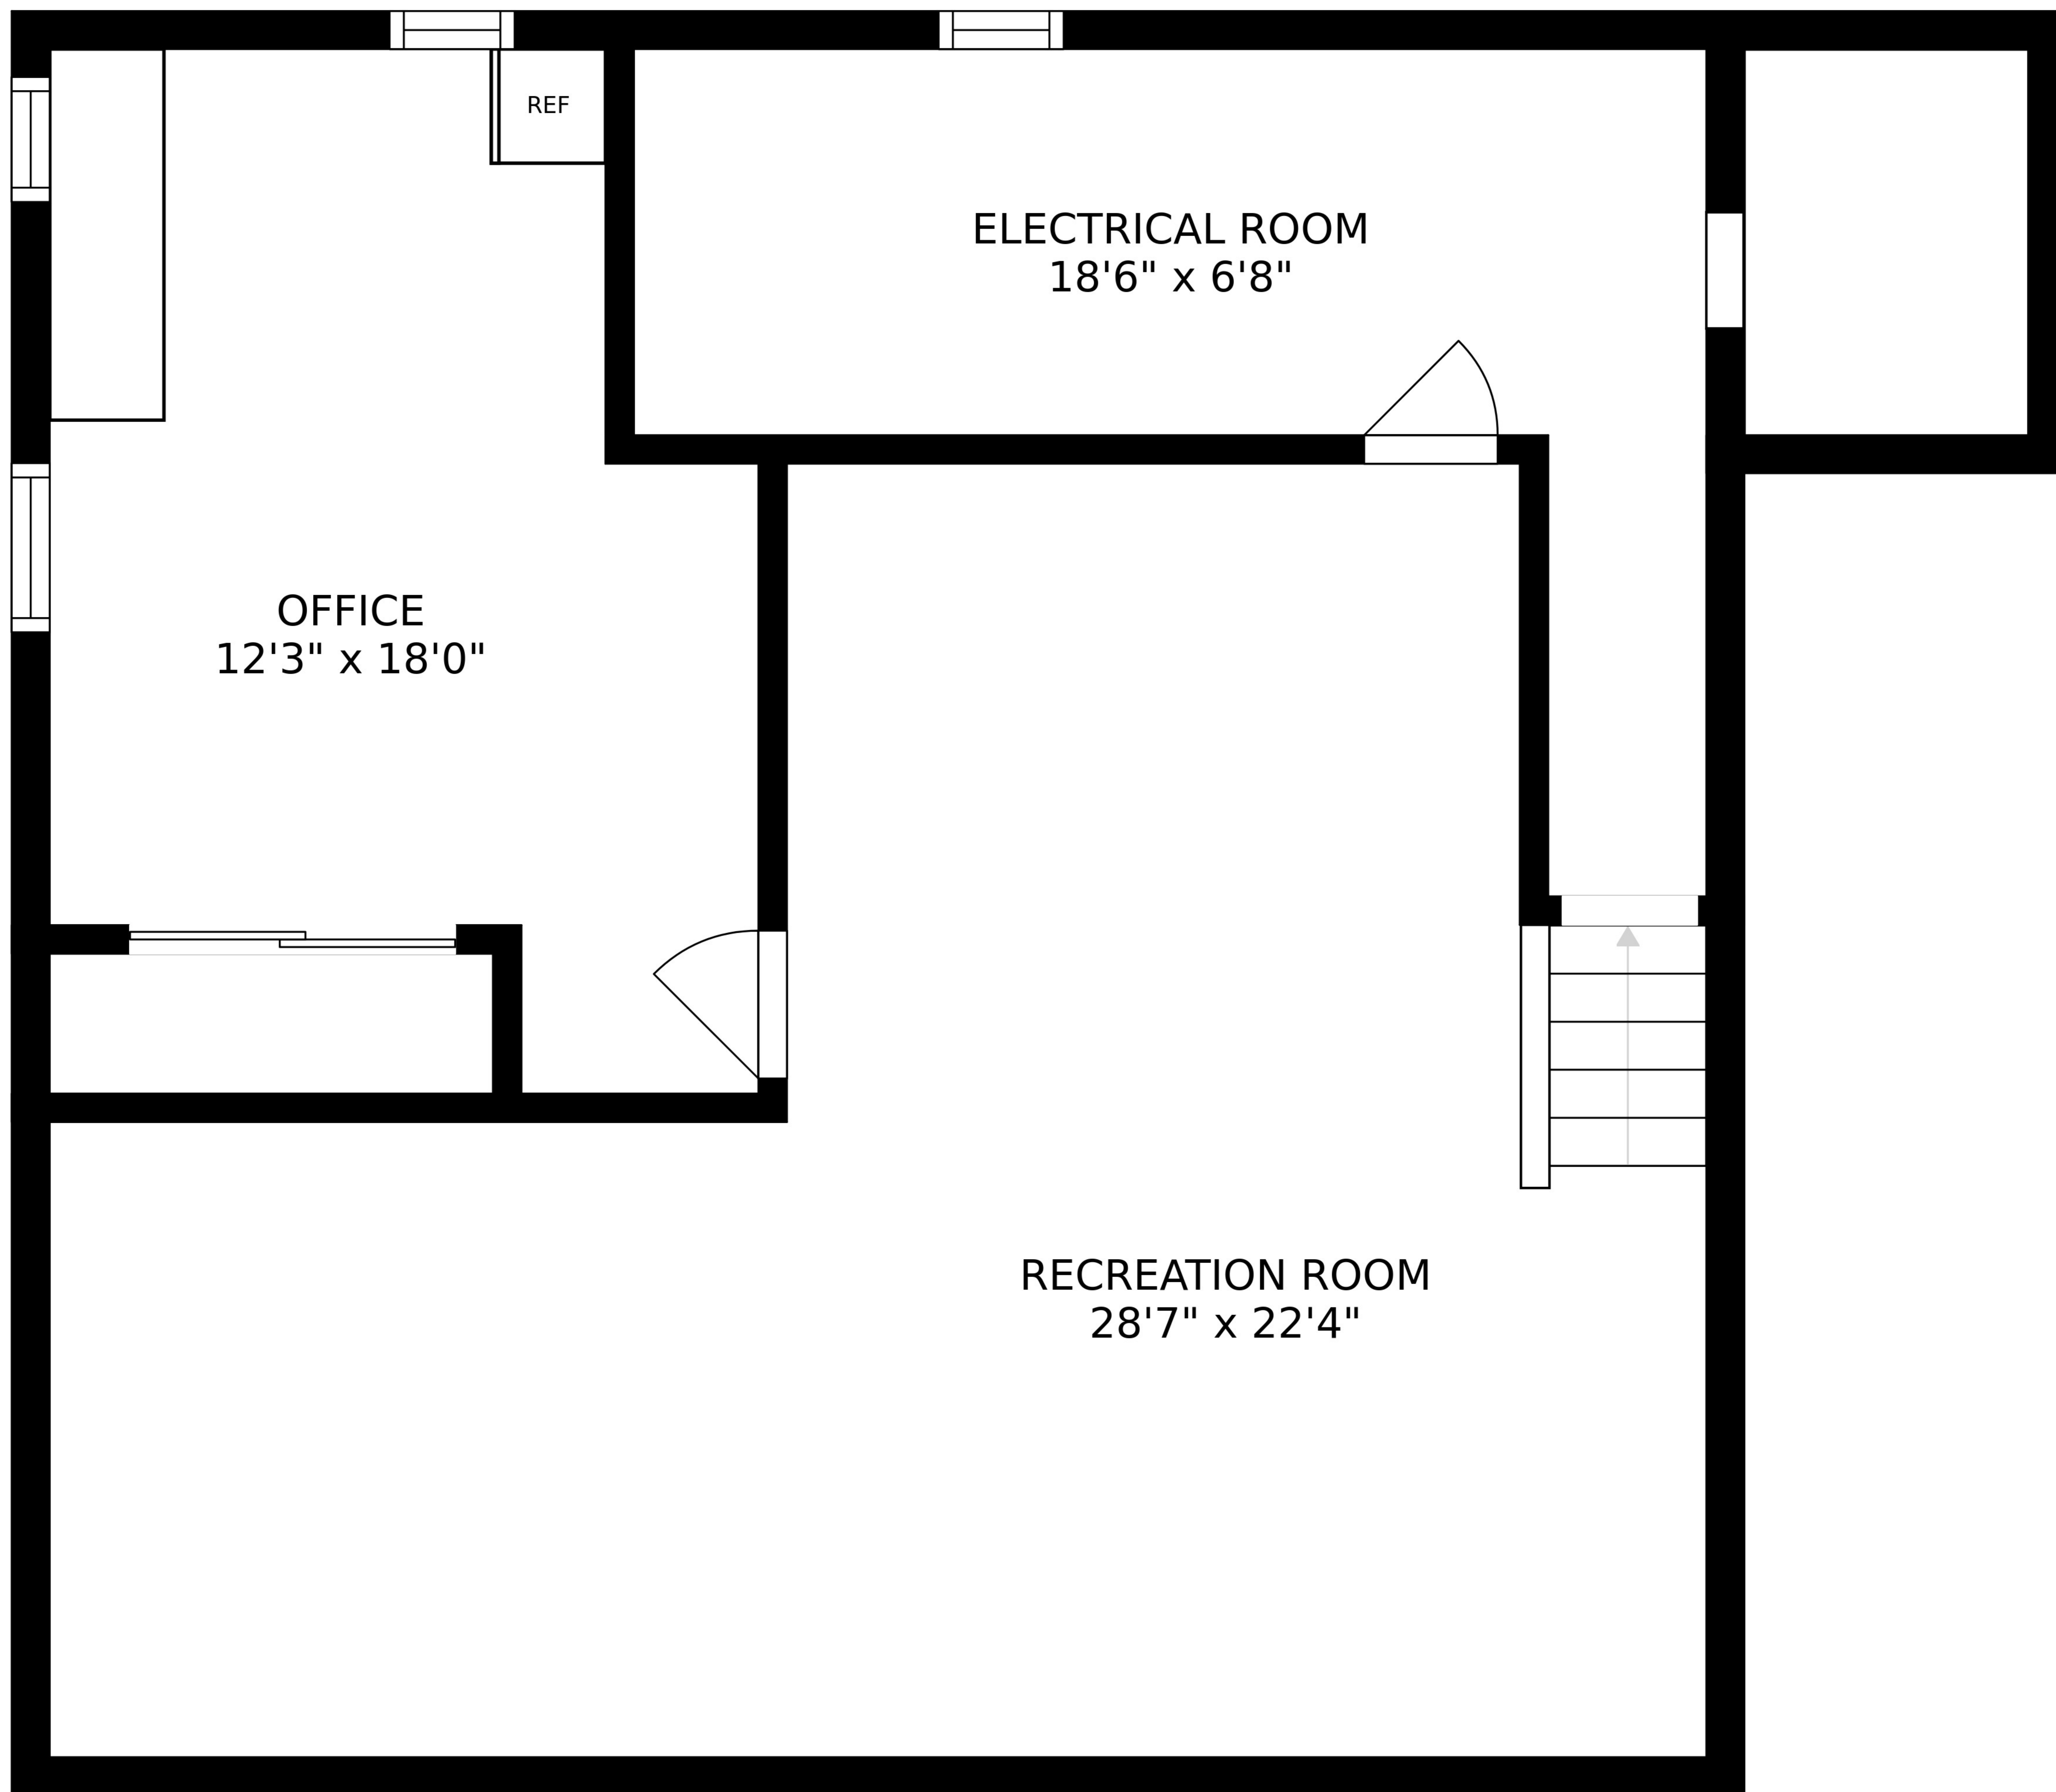 REF
ELECTRICAL ROOM
18'6" x 6'8"
OFFICE
12'3" x 18'0"
RECREATION ROOM
28'7" x 22'4"